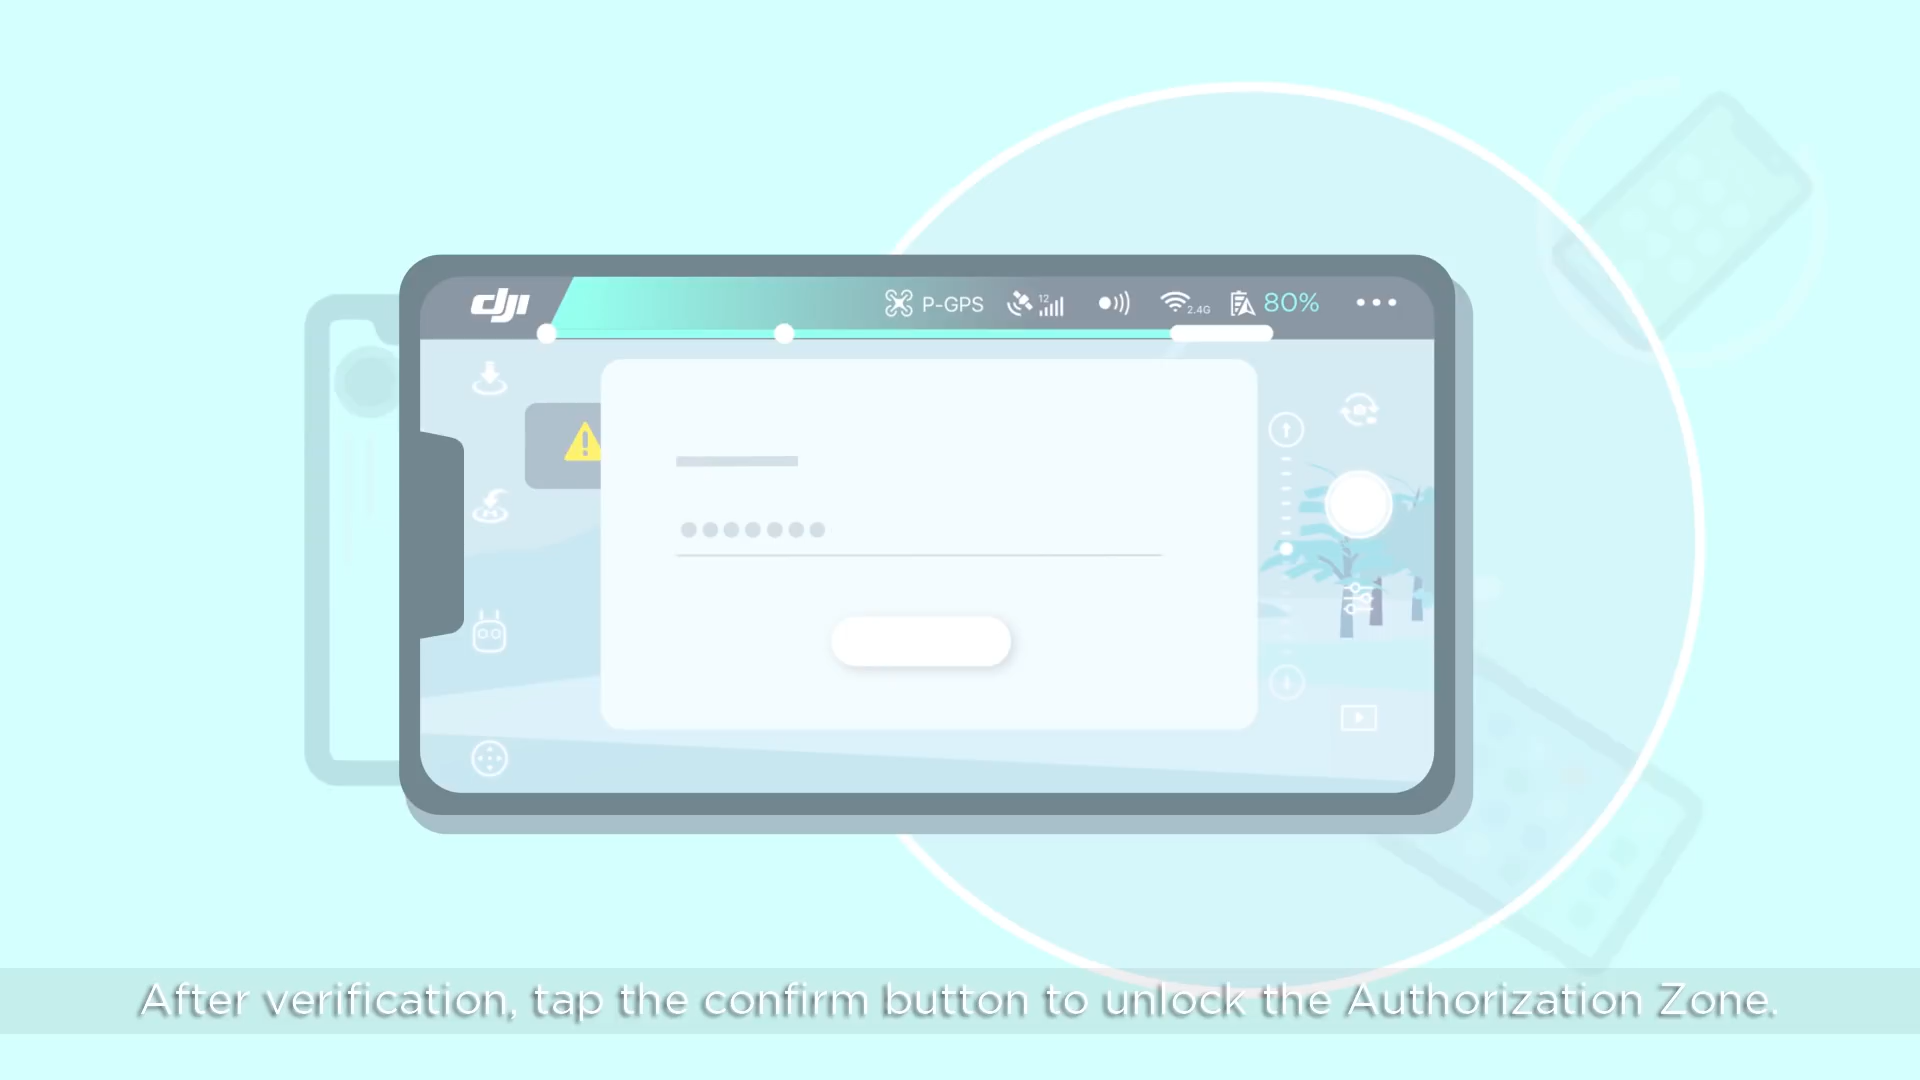 dji
P-GPS
12
2.4G
80%
After verification, tap the confirm button to unlock the Authorization Zone.